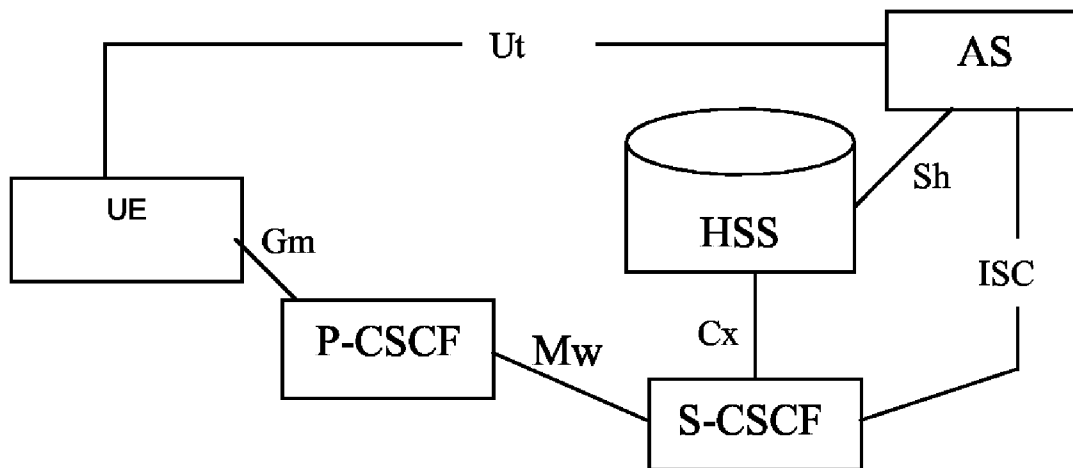 Ut
AS
UE
Sh
HSS
Gm
ISC
P-CSCF
Mw
Cx
S-CSCF